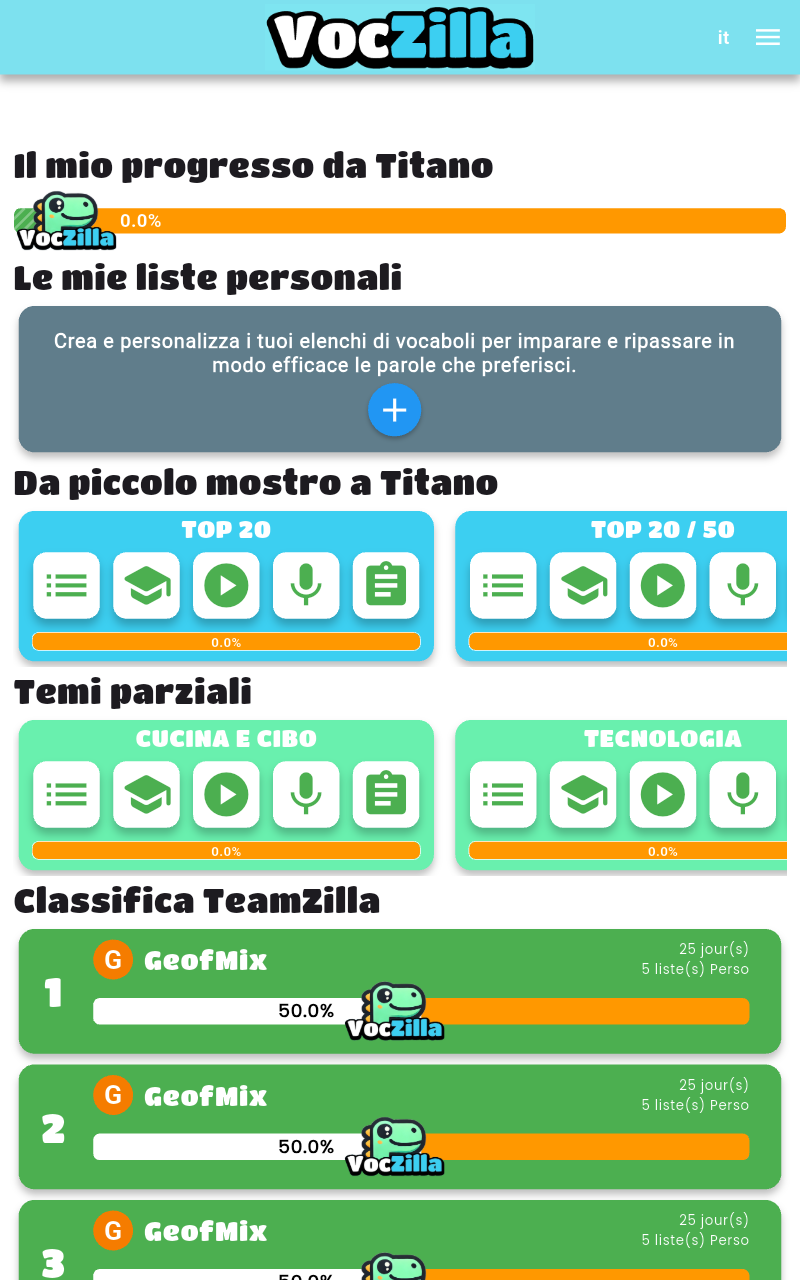 VocZilla
it
Il mio progresso da Titano
0.0%
VocZilla
Le mie liste personali
Crea e personalizza i tuoi elenchi di vocaboli per imparare e ripassare in
modo efficace le parole che preferisci.
Da piccolo mostro a Titano
TOP 20
TOP 20 / 50
0.0%
0.0%
Temi parziali
CUCINA E CIBO
TECNOLOGIA
0.0%
0.0%
Classifica TeamZilla
1
G
GeofMix
25 jour(s)
5 liste(s) Perso
50.0%
VocZilla
2
G
GeofMix
25 jour(s)
5 liste(s) Perso
50.0%
VocZilla
3
G
GeofMix
25 jour(s)
5 liste(s) Perso
50.0%